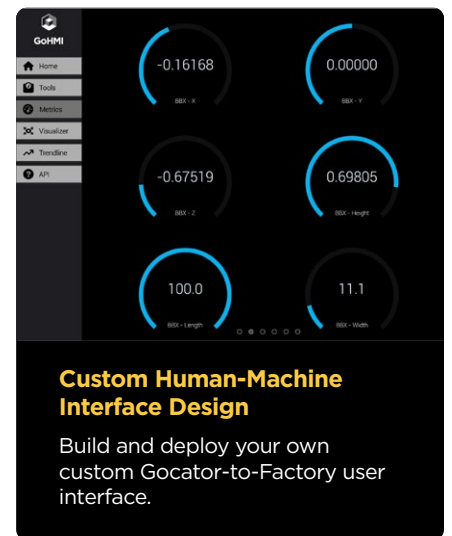 GoHMI
Home
Tools
Metrics
Visualizer
Trendline
API
-0.16168
BBX - X
0.00000
BBX - Y
-0.67519
BBX - Z
0.69805
BBX - Height
100.0
BBX - Length
11.1
BBX - Width
Custom Human-Machine
Interface Design
Build and deploy your own
custom Gocator-to-Factory user
interface.